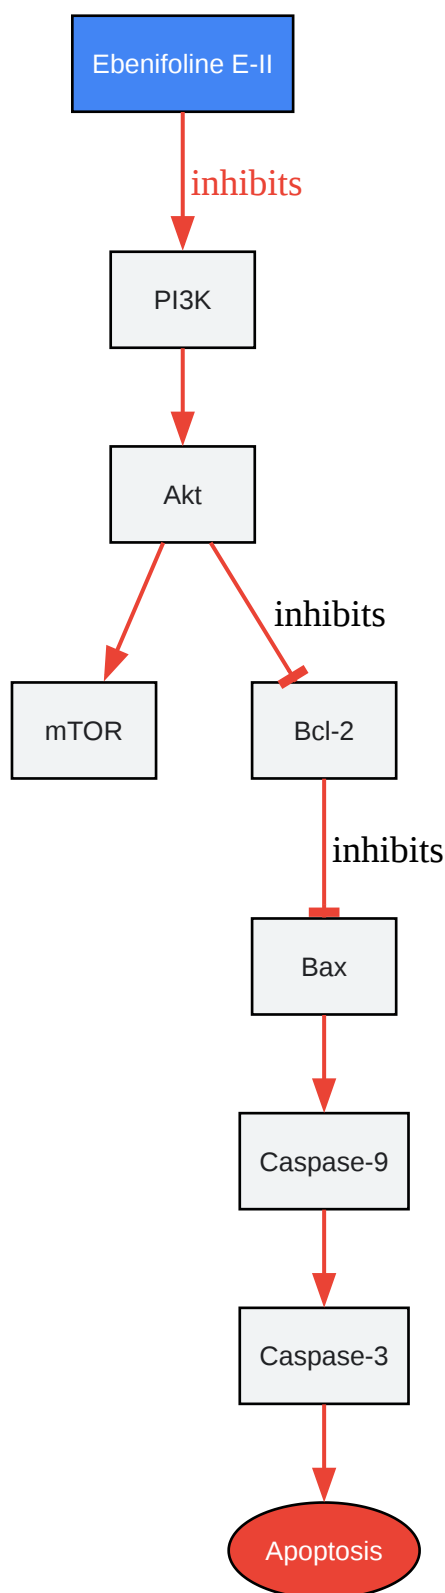 Ebenifoline E-II
inhibits
PI3K
Akt
inhibits
mTOR
Bcl-2
inhibits
Bax
Caspase-9
Caspase-3
Apoptosis